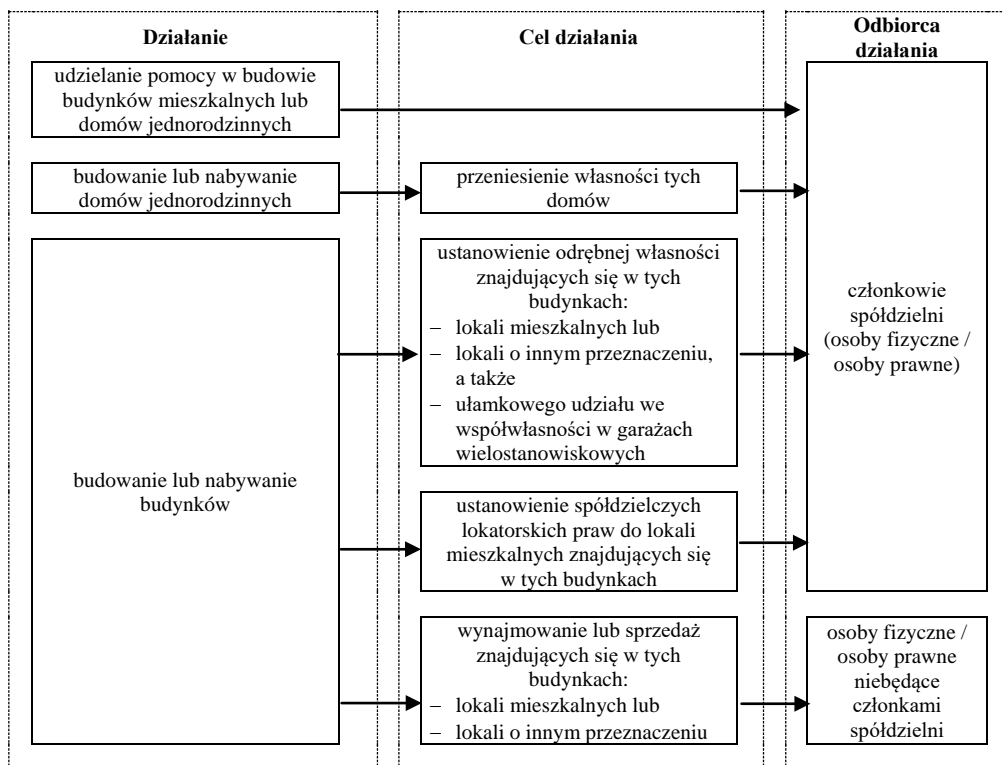 Działanie
udzielanie pomocy w budowie
budynków mieszkalnych lub
domów jednorodzinnych
budowanie lub nabywanie
domów jednorodzinnych
budowanie lub nabywanie
budynków
Cel działania
przeniesienie własności tych
domów
ustanowienie odrębnej własności
znajdujących się w tych
budynkach:
– lokali mieszkalnych lub
– lokali o innym przeznaczeniu,
a także
– ułamkowego udziału we
współwłasności w garażach
wielostanowiskowych
ustanowienie spółdzielczych
lokatorskich praw do lokali
mieszkalnych znajdujących się
w tych budynkach
wynajmowanie lub sprzedaż
znajdujących się w tych
budynkach:
– lokali mieszkalnych lub
– lokali o innym przeznaczeniu
Odbiorca
działania
członkowie
spółdzielni
(osoby fizyczne /
osoby prawne)
osoby fizyczne /
osoby prawne
niebędące
członkami
spółdzielni